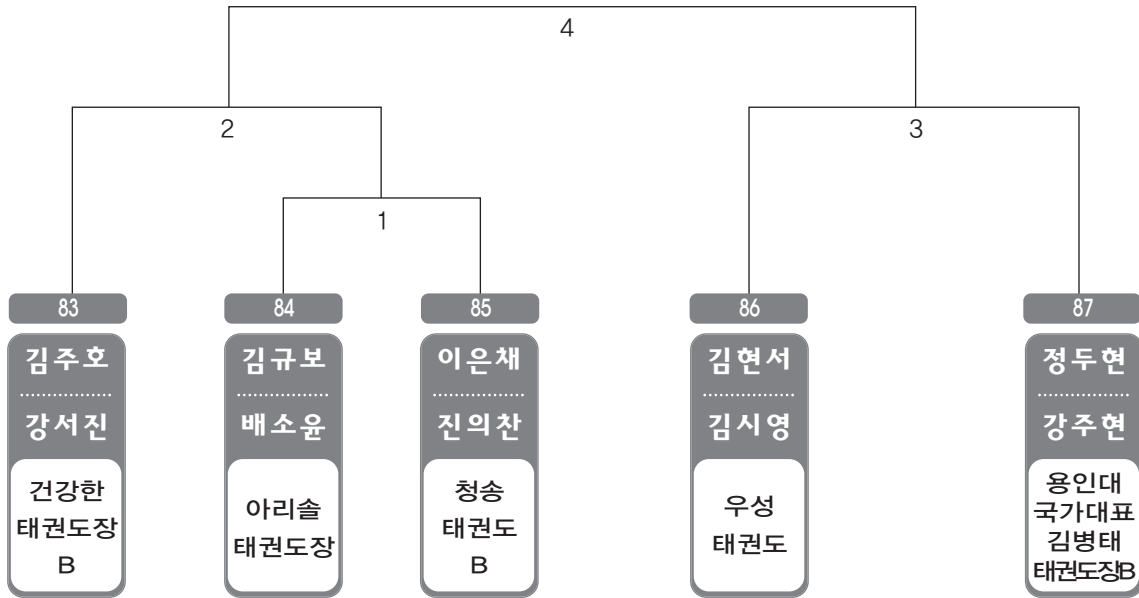 4
2
3
1
83
김주호
강서진
건강한
태권도장
B
84
김규보
배소윤
아리솔
태권도장
85
이은채
진의찬
청송
태권도
B
86
김현서
김시영
우성
태권도
87
정두현
강주현
용인대
국가대표
김병태
태권도장B